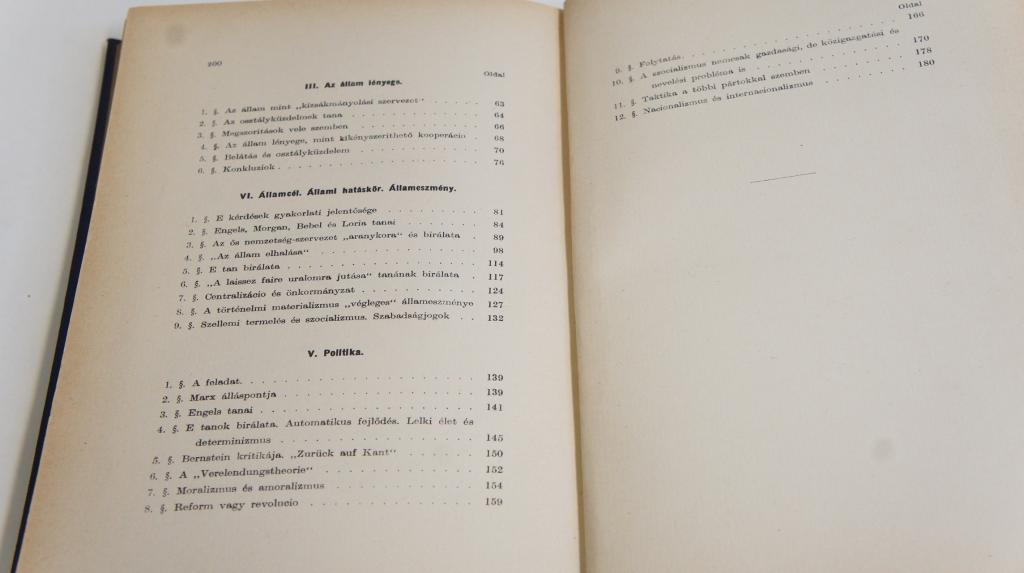 200
Oldal
III. Az állam lényege.
1. §. Az állam mint „kizsákmányolási szervezet" . . . . . 63
2. §. Az osztályküzdelmek tana . . . . . . . . . 64
3. §. Megszorítások vele szemben . . . . . . . . 66
4. §. Az állam lényege, mint kikényszeríthető kooperácio . 68
5. §. Belátás és osztályküzdelem . . . . . . . . 70
6. §. Konkluziok . . . . . . . . . . . . . 76
VI. Államcél. Állami hatáskör. Állameszmény.
1. §. E kérdések gyakorlati jelentősége . . . . . . . 81
2. §. Engels, Morgan, Bebel és Loria tanai . . . . . . 84
3. §. Az ős nemzetség-szervezet „aranykora" és birálata . 89
4. §. „Az állam elhalása" . . . . . . . . . . 98
5. §. E tan birálata . . . . . . . . . . . . 114
6. §. „A laissez faire uralomra jutása" tanának birálata . 117
7. §. Centralizácio és önkormányzat . . . . . . . . 124
8. §. A történelmi materializmus „végleges" állameszménye 127
9. §. Szellemi termelés és szocializmus. Szabadságjogok . . 132
V. Politika.
1. §. A feladat. . . . . . . . . . . . . . . 139
2. §. Marx álláspontja . . . . . . . . . . . . 139
3. §. Engels tanai . . . . . . . . . . . . . 141
4. §. E tanok birálata. Automatikus fejlődés. Lelki élet és
determinizmus . . . . . . . . . . . . 145
5. §. Bernstein kritikája. „Zurück auf Kant" . . . . . 150
6. §. A „Verelendungstheorie" . . . . . . . . . 152
7. §. Moralizmus és amoralizmus . . . . . . . . 154
8. §. Reform vagy revolucio . . . . . . . . . . 159
Oldal
9. §. Folytatás. . . . . . . . . . . . . . . 166
10. §. A szocializmus nemcsak gazdasági, de közigazgatási és
nevelési probléma is . . . . . . . . . . 170
11. §. Taktika a többi pártokkal szemben . . . . . . 178
12. §. Nacionalizmus és internacionalizmus . . . . . . 180